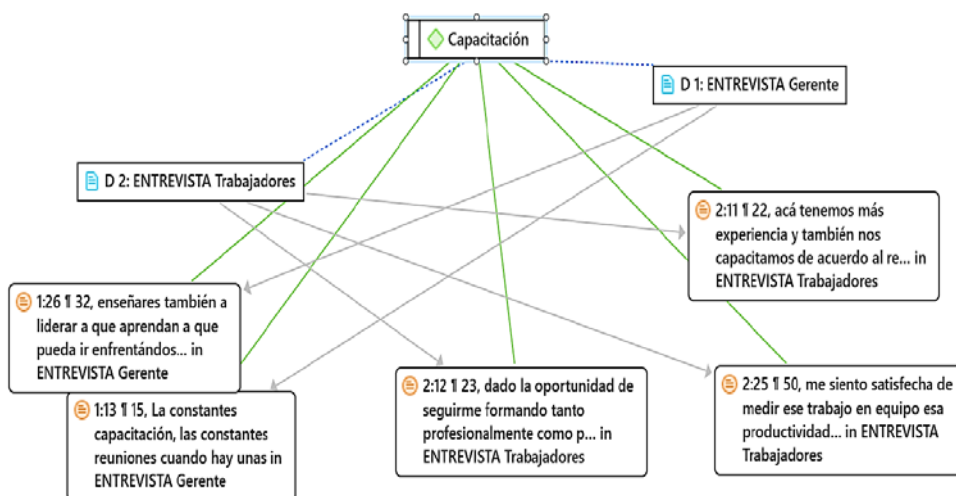 Capacitación
D 1: ENTREVISTA Gerente
D 2: ENTREVISTA Trabajadores
2:11 ¶ 22, acá tenemos más
experiencia y también nos
capacitamos de acuerdo al re... in
ENTREVISTA Trabajadores
1:26 ¶ 32, enseñares también a
liderar a que aprendan a que
pueda ir enfrentándos... in
ENTREVISTA Gerente
1:13 ¶ 15, La constantes
capacitación, las constantes
reuniones cuando hay unas in
ENTREVISTA Gerente
2:12 ¶ 23, dado la oportunidad de
seguirme formando tanto
profesionalmente como p... in
ENTREVISTA Trabajadores
2:25 ¶ 50, me siento satisfecha de
medir ese trabajo en equipo esa
productividad... in ENTREVISTA
Trabajadores